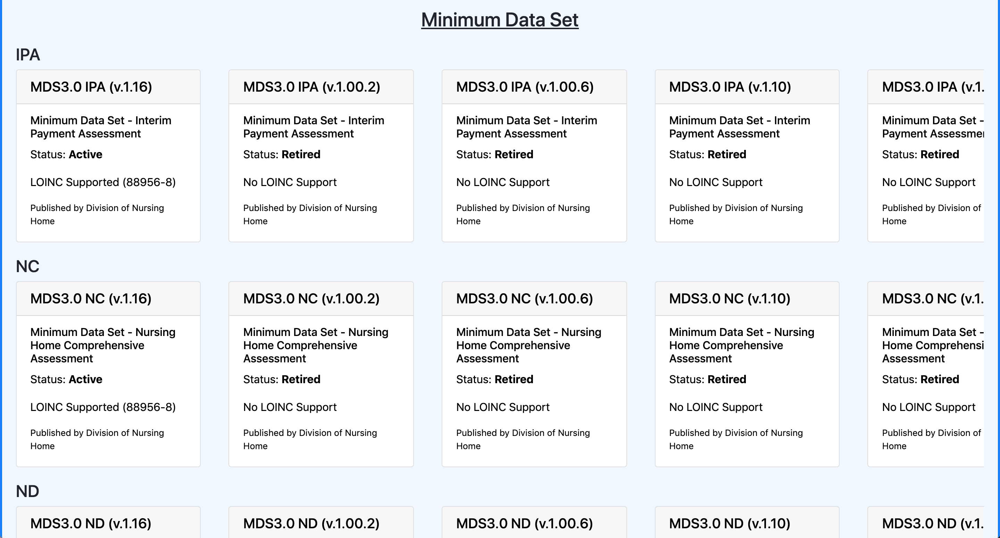 Minimum Data Set
IPA
MDS3.0 IPA (v.1.16)
Minimum Data Set - Interim
Payment Assessment
Status: Active
LOINC Supported (88956-8)
Published by Division of Nursing
Home
MDS3.0 IPA (v.1.00.2)
Minimum Data Set - Interim
Payment Assessment
Status: Retired
No LOINC Support
Published by Division of Nursing
Home
MDS3.0 IPA (v.1.00.6)
Minimum Data Set - Interim
Payment Assessment
Status: Retired
No LOINC Support
Published by Division of Nursing
Home
MDS3.0 IPA (v.1.10)
Minimum Data Set - Interim
Payment Assessment
Status: Retired
No LOINC Support
Published by Division of Nursing
Home
MDS3.0 IPA (v.1.
Minimum Data Set -
Payment
Status: Retired
No LOINC Support
Published by Division of
Home
NC
MDS3.0 NC (v.1.16)
Minimum Data Set - Nursing
Home Comprehensive
Assessment
Status: Active
LOINC Supported (88956-8)
Published by Division of Nursing
Home
MDS3.0 NC (v.1.00.2)
Minimum Data Set - Nursing
Home Comprehensive
Assessment
Status: Retired
No LOINC Support
Published by Division of Nursing
Home
MDS3.0 NC (v.1.00.6)
Minimum Data Set - Nursing
Home Comprehensive
Assessment
Status: Retired
No LOINC Support
Published by Division of Nursing
Home
MDS3.0 NC (v.1.10)
Minimum Data Set - Nursing
Home Comprehensive
Assessment
Status: Retired
No LOINC Support
Published by Division of Nursing
Home
MDS3.0 NC (v.1.
Minimum Data Set -
Home Comprehensi
Assessment
Status: Retired
No LOINC Support
Published by Division of
Home
ND
MDS3.0 ND (v.1.16)
MDS3.0 ND (v.1.00.2)
MDS3.0 ND (v.1.00.6)
MDS3.0 ND (v.1.10)
MDS3.0 ND (v.1.